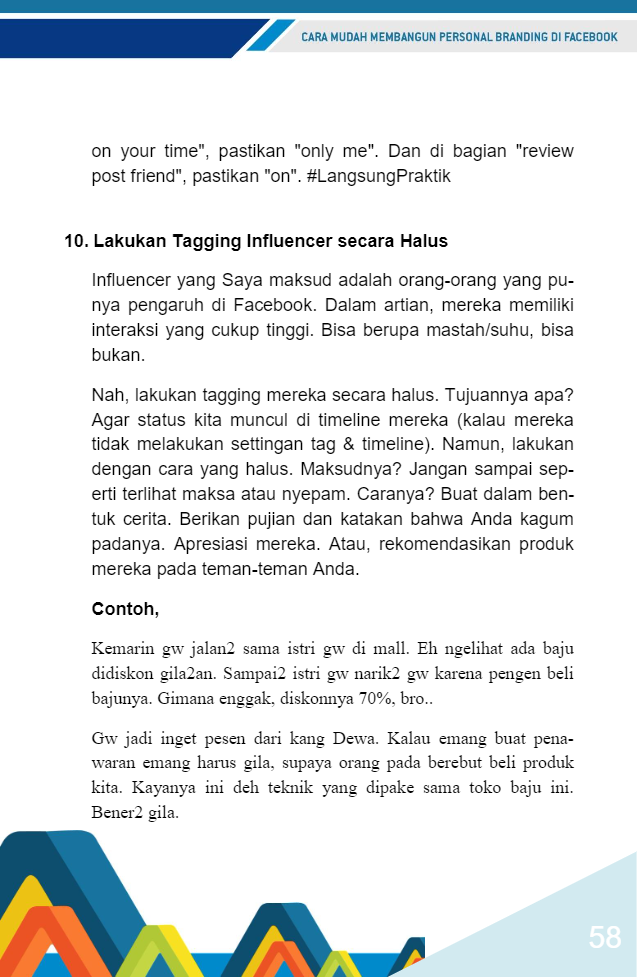 CARA MUDAH MEMBANGUN PERSONAL BRANDING DI FACEBOOK
on your time", pastikan "only me". Dan di bagian "review
post friend", pastikan "on". #LangsungPraktik
10. Lakukan Tagging Influencer secara Halus
Influencer yang Saya maksud adalah orang-orang yang pu-
nya pengaruh di Facebook. Dalam artian, mereka memiliki
interaksi yang cukup tinggi. Bisa berupa mastah/suhu, bisa
bukan.
Nah, lakukan tagging mereka secara halus. Tujuannya apa?
Agar status kita muncul di timeline mereka (kalau mereka
tidak melakukan settingan tag & timeline). Namun, lakukan
dengan cara yang halus. Maksudnya? Jangan sampai sep-
erti terlihat maksa atau nyepam. Caranya? Buat dalam ben-
tuk cerita. Berikan pujian dan katakan bahwa Anda kagum
padanya. Apresiasi mereka. Atau, rekomendasikan produk
mereka pada teman-teman Anda.
Contoh,
Kemarin gw jalan2 sama istri gw di mall. Eh ngelihat ada baju
didiskon gila2an. Sampai2 istri gw narik2 gw karena pengen beli
bajunya. Gimana enggak, diskonnya 70%, bro..
Gw jadi inget pesen dari kang Dewa. Kalau emang buat pena-
waran emang harus gila, supaya orang pada berebut beli produk
kita. Kayanya ini deh teknik yang dipake sama toko baju ini.
Bener2 gila.
58